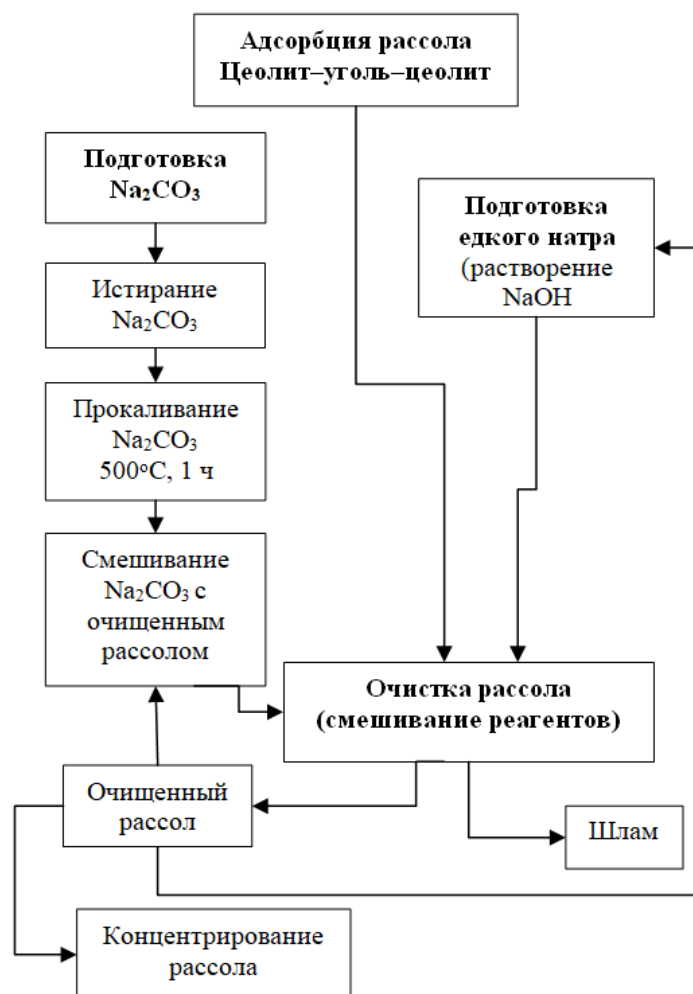 Адсорбция рассола
Цеолит–уголь–цеолит
Подготовка
Na₂CO₃
Подготовка
едкого натра
(растворение
NaOH
Истирание
Na₂CO₃
Прокаливание
Na₂CO₃
500°C, 1 ч
Смешивание
Na₂CO₃ с
очищенным
рассолом
Очистка рассола
(смешивание реагентов)
Очищенный
рассол
Шлам
Концентрирование
рассола